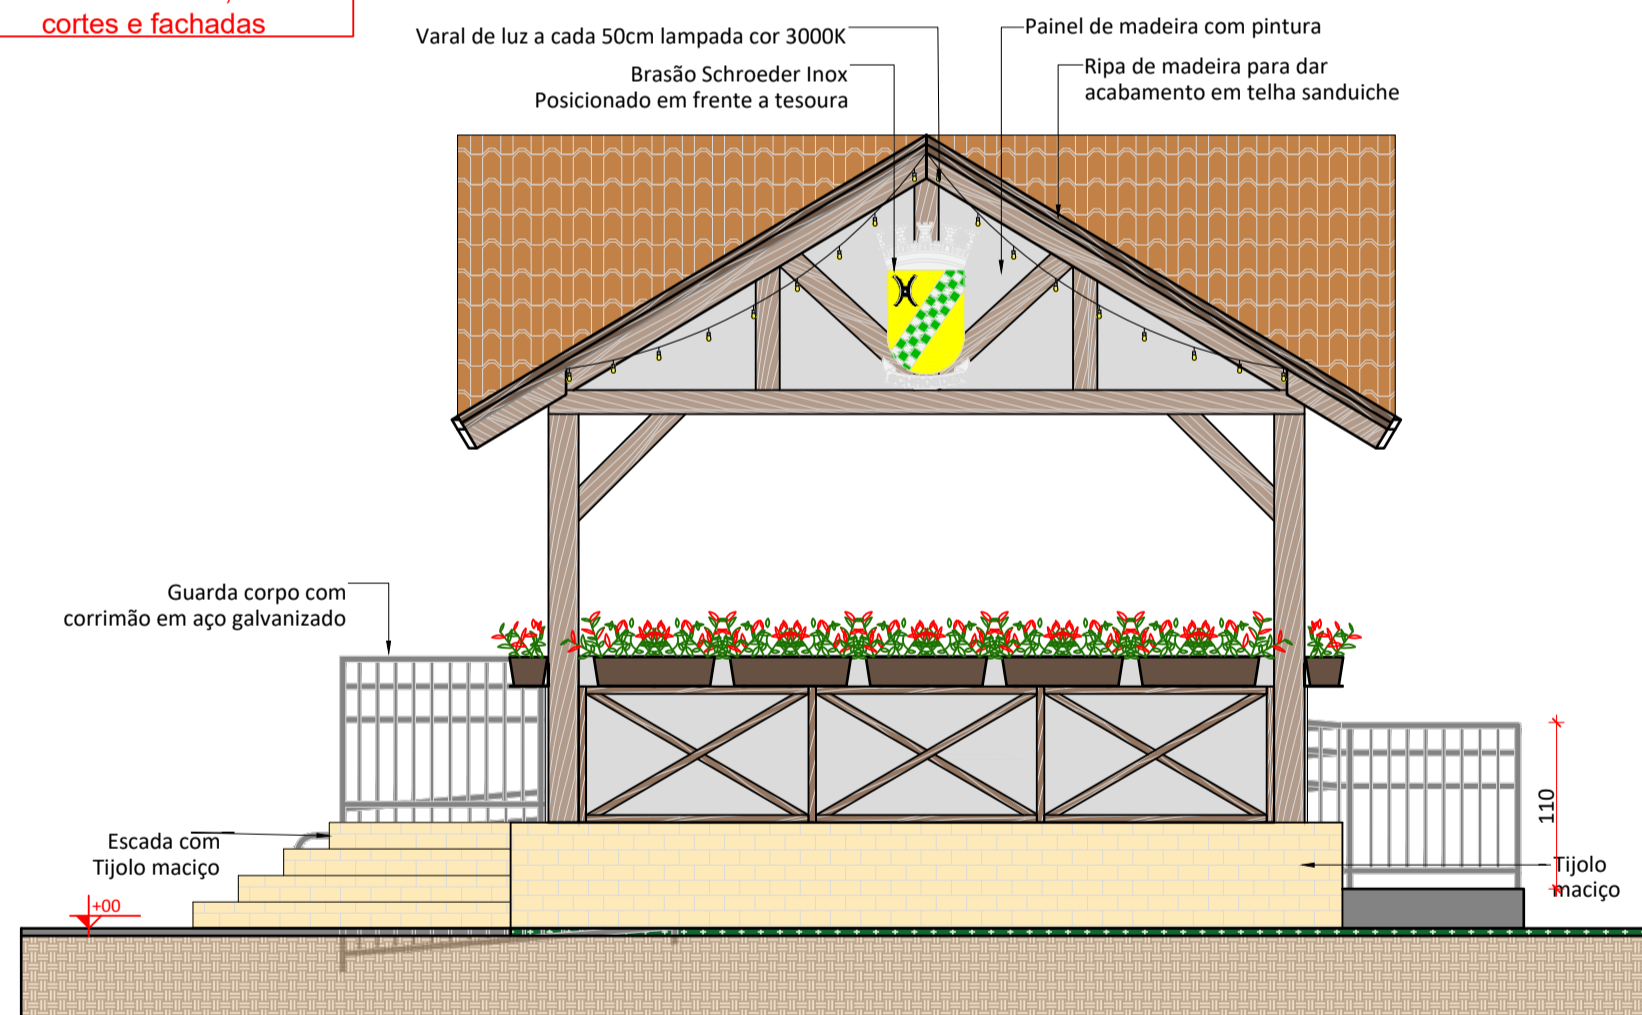 cortes e fachadas
Varal de luz a cada 50cm lampada cor 3000K
Painel de madeira com pintura
Brasão Schroeder Inox
Posicionado em frente a tesoura
Ripa de madeira para dar
acabamento em telha sanduiche
Guarda corpo com
corrimão em aço galvanizado
Escada com
Tijolo maciço
110
Tijolo
maciço
+00